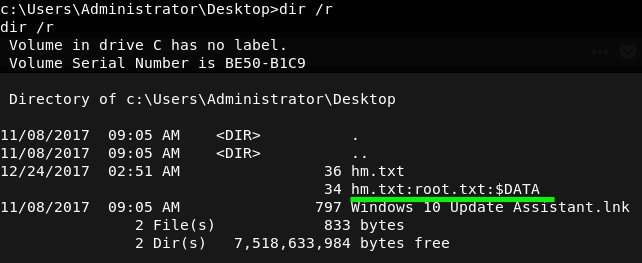 c:\Users\Administrator\Desktop>dir /r
dir /r
 Volume in drive C has no label.
 Volume Serial Number is BE50-B1C9

 Directory of c:\Users\Administrator\Desktop

11/08/2017  09:05 AM    <DIR>          .
11/08/2017  09:05 AM    <DIR>          ..
12/24/2017  02:51 AM                36 hm.txt
                                    34 hm.txt:root.txt:$DATA
11/08/2017  09:05 AM               797 Windows 10 Update Assistant.lnk
               2 File(s)            833 bytes
               2 Dir(s)   7,518,633,984 bytes free